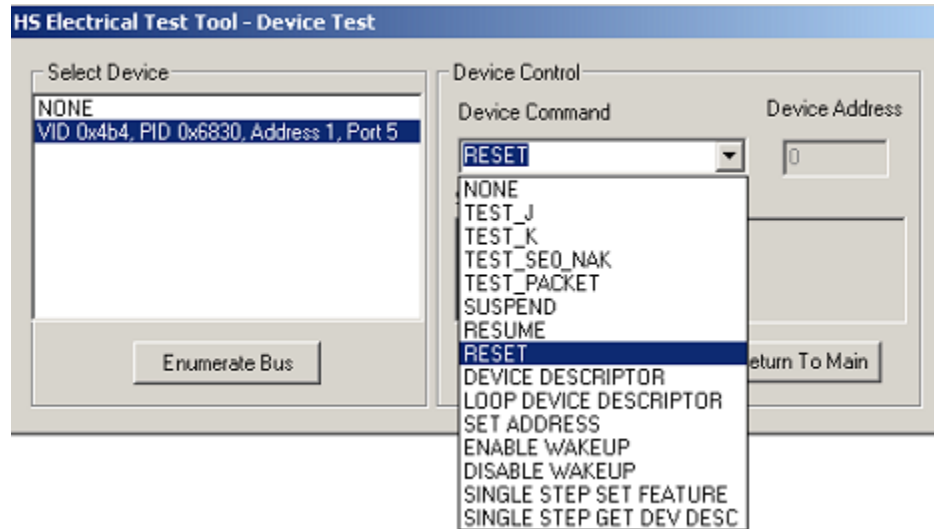 HS Electrical Test Tool - Device Test
Select Device
NONE
VID 0x4b4, PID 0x6830, Address 1, Port 5
Enumerate Bus
Device Control
Device Command
Device Address
RESET
0
NONE
TEST_J
TEST_K
TEST_SE0_NAK
TEST_PACKET
SUSPEND
RESUME
RESET
DEVICE DESCRIPTOR
LOOP DEVICE DESCRIPTOR
SET ADDRESS
ENABLE WAKEUP
DISABLE WAKEUP
SINGLE STEP SET FEATURE
SINGLE STEP GET DEV DESC
eturn To Main